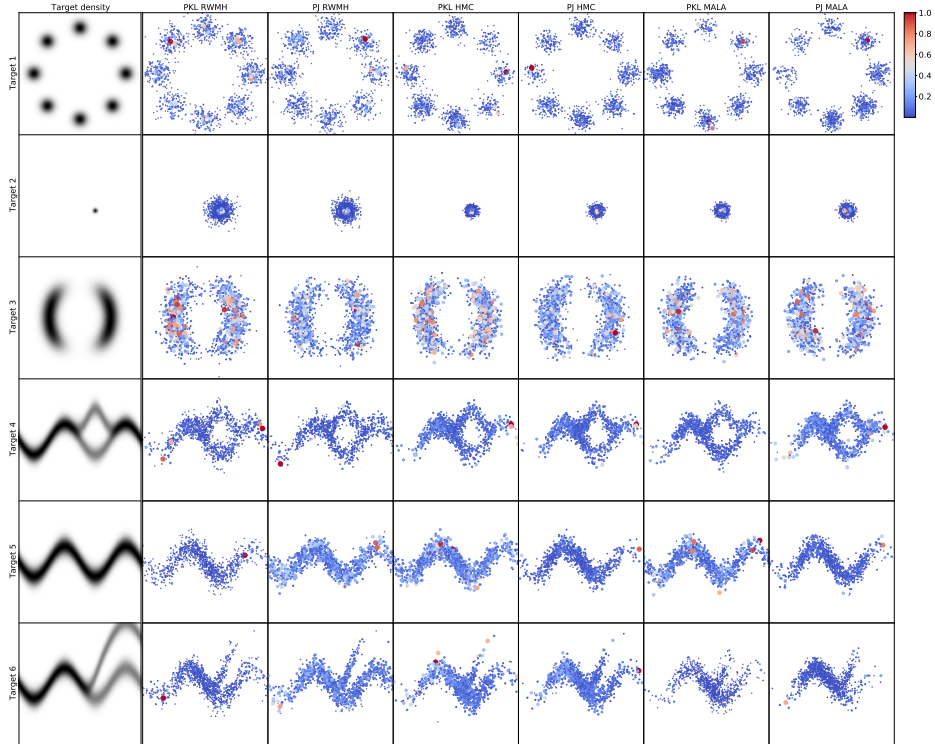 Target density PKL RWMH PJ RWMH PKL HMC PJ HMC PKL MALA PJ MALA
1.0
0.8
0.6
0.4
0.2
Target 1
Target 2
Target 3
Target 4
Target 5
Target 6